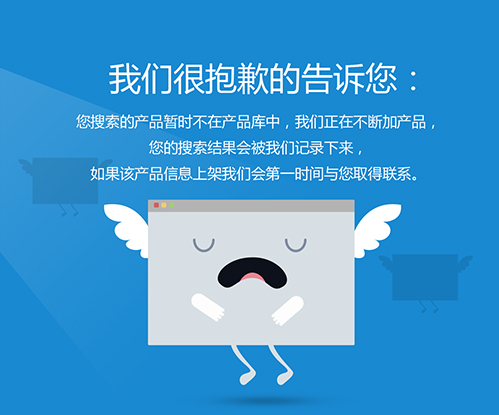 我们很抱歉的告诉您：
您搜索的产品暂时不在产品库中，我们正在不断加产品，
您的搜索结果会被我们记录下来，
如果该产品信息上架我们会第一时间与您取得联系。